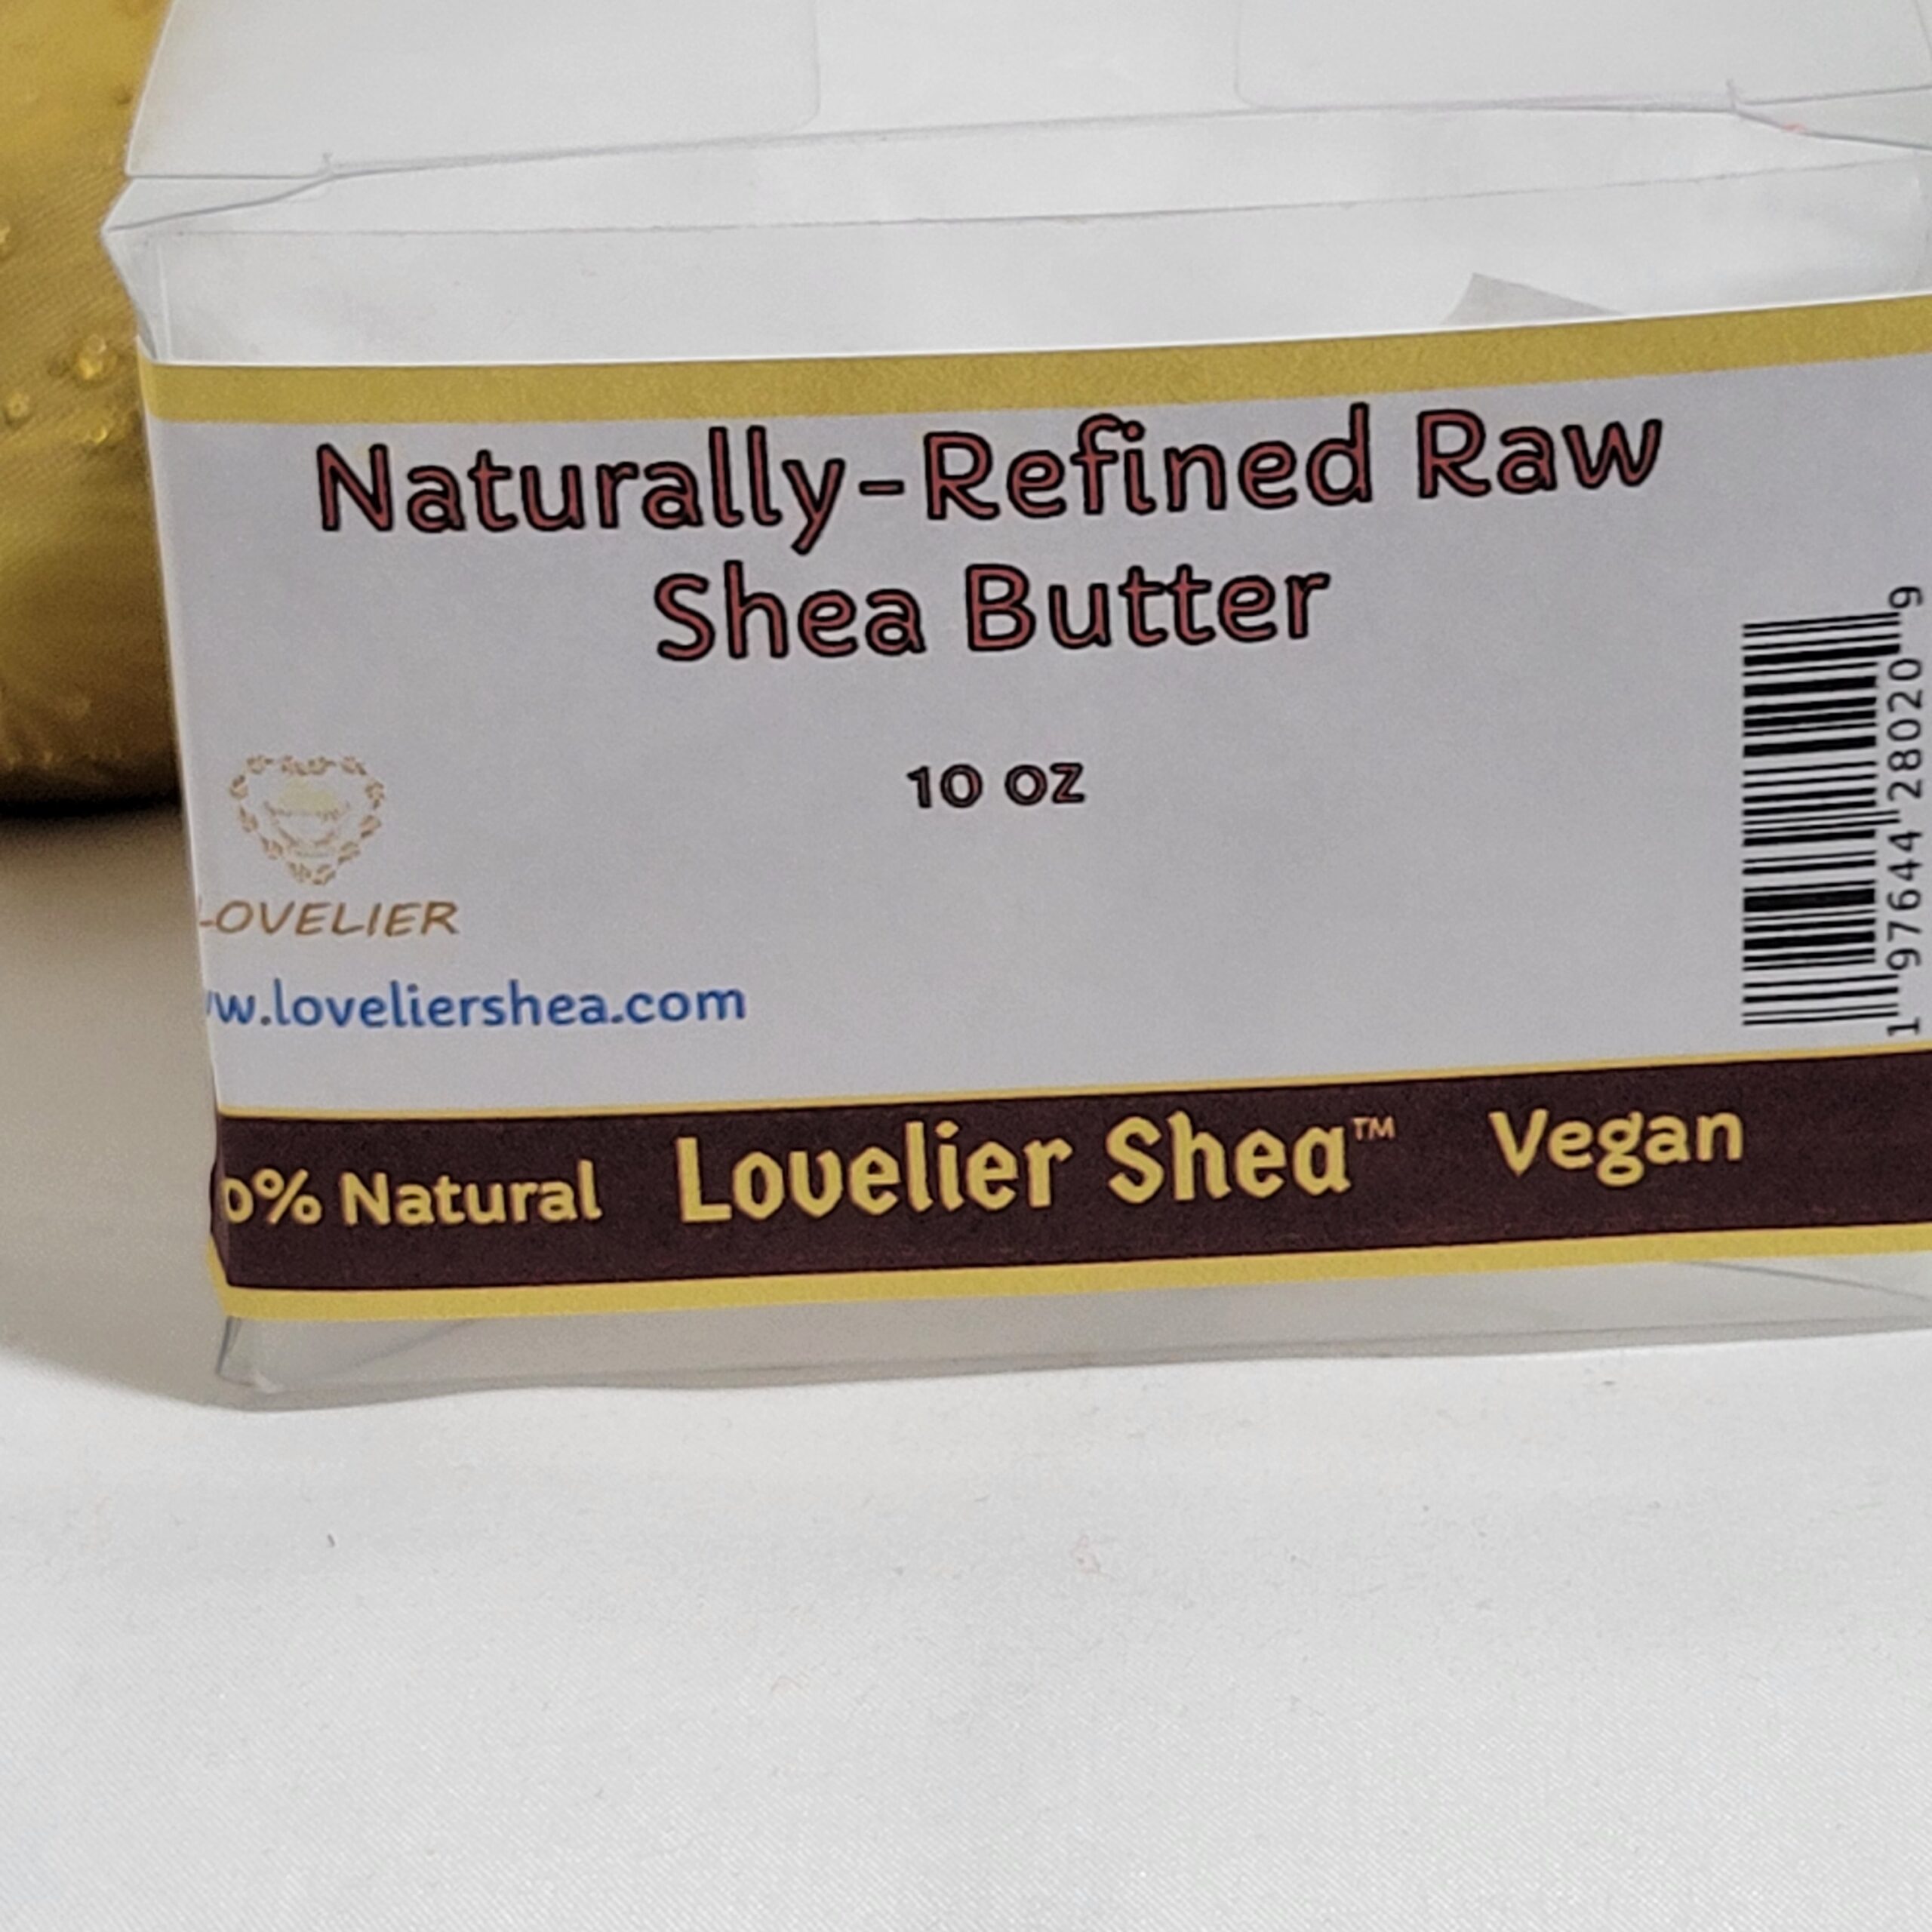 Naturally-Refined Raw
Shea Butter
10 oz
LOVELIER
w.loveliershea.com
0% Natural Lovelier Shea™ Vegan
1 97644 28020 9